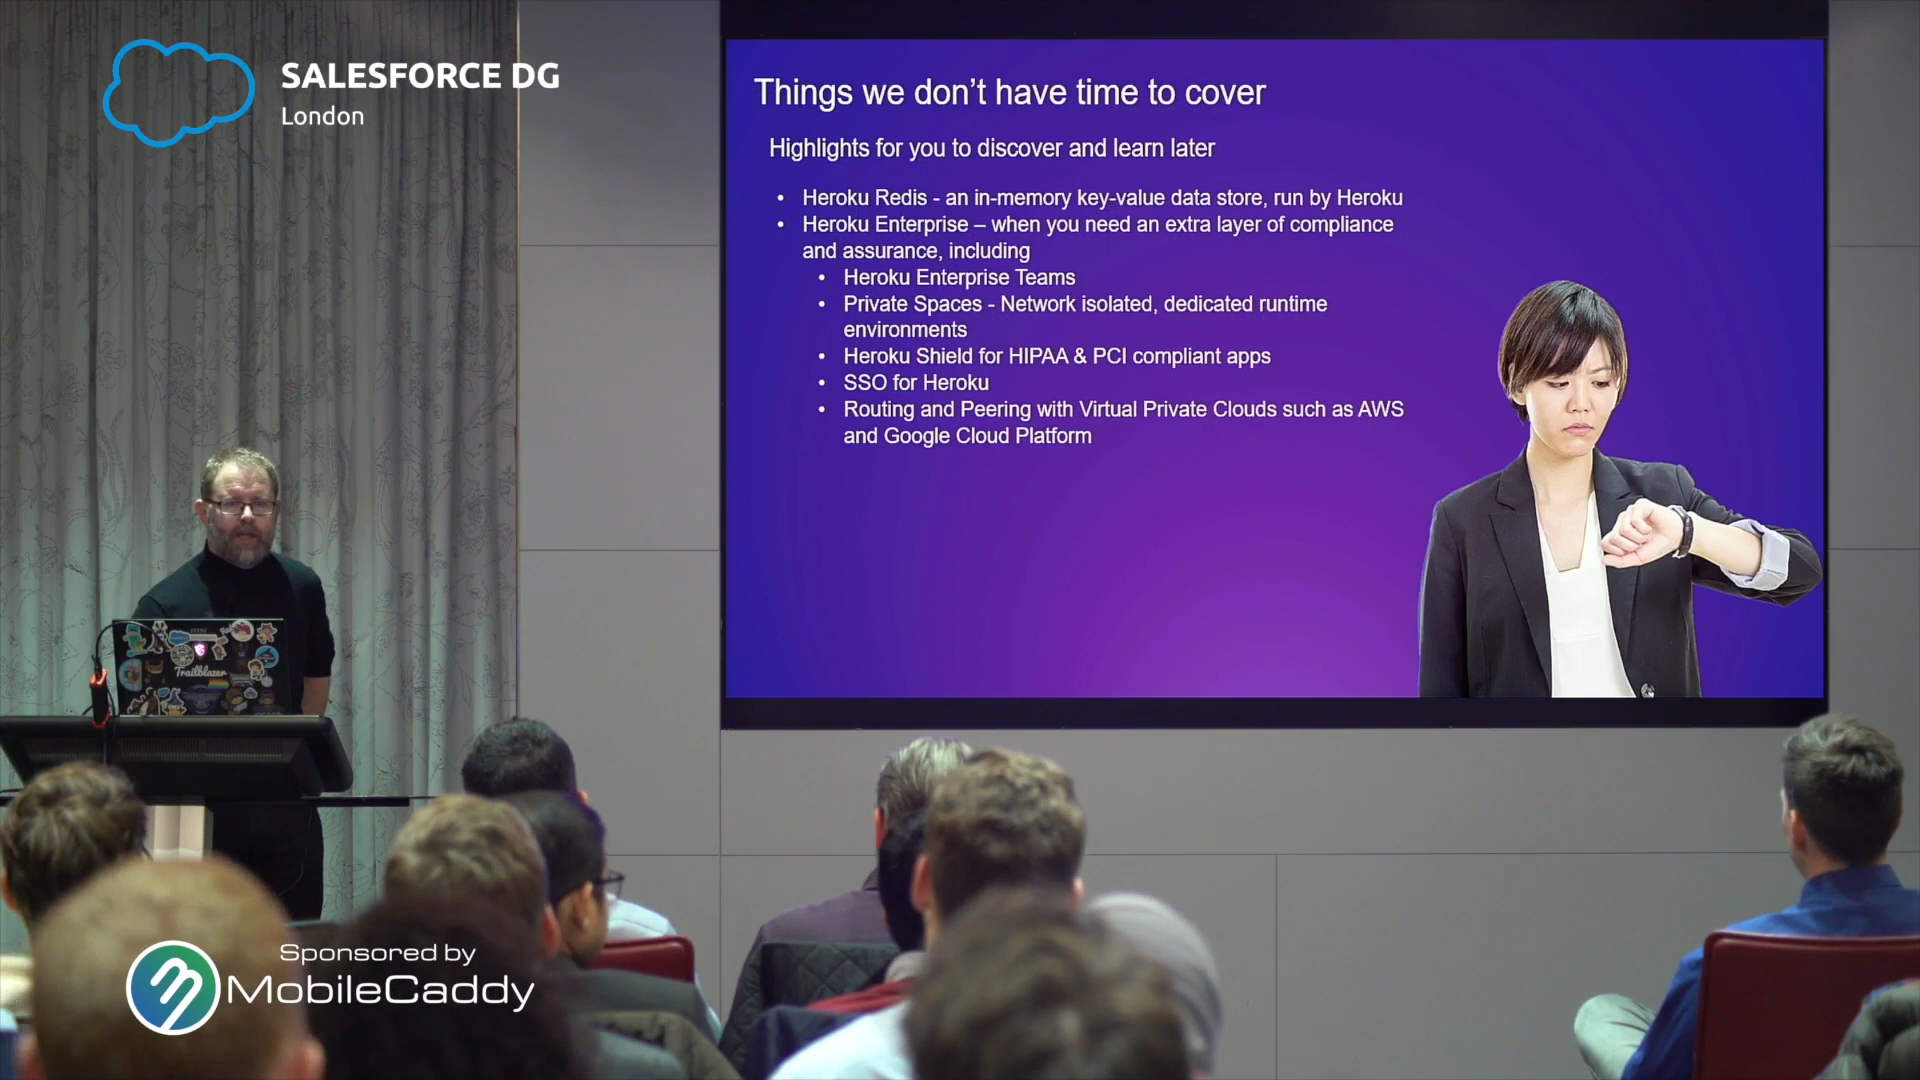 SALESFORCE DG
London
Things we don't have time to cover
Highlights for you to discover and learn later
• Heroku Redis - an in-memory key-value data store, run by Heroku
• Heroku Enterprise – when you need an extra layer of compliance
and assurance, including
• Heroku Enterprise Teams
• Private Spaces - Network isolated, dedicated runtime
environments
• Heroku Shield for HIPAA & PCI compliant apps
• SSO for Heroku
• Routing and Peering with Virtual Private Clouds such as AWS
and Google Cloud Platform
Trailblazer
Sponsored by
MobileCaddy